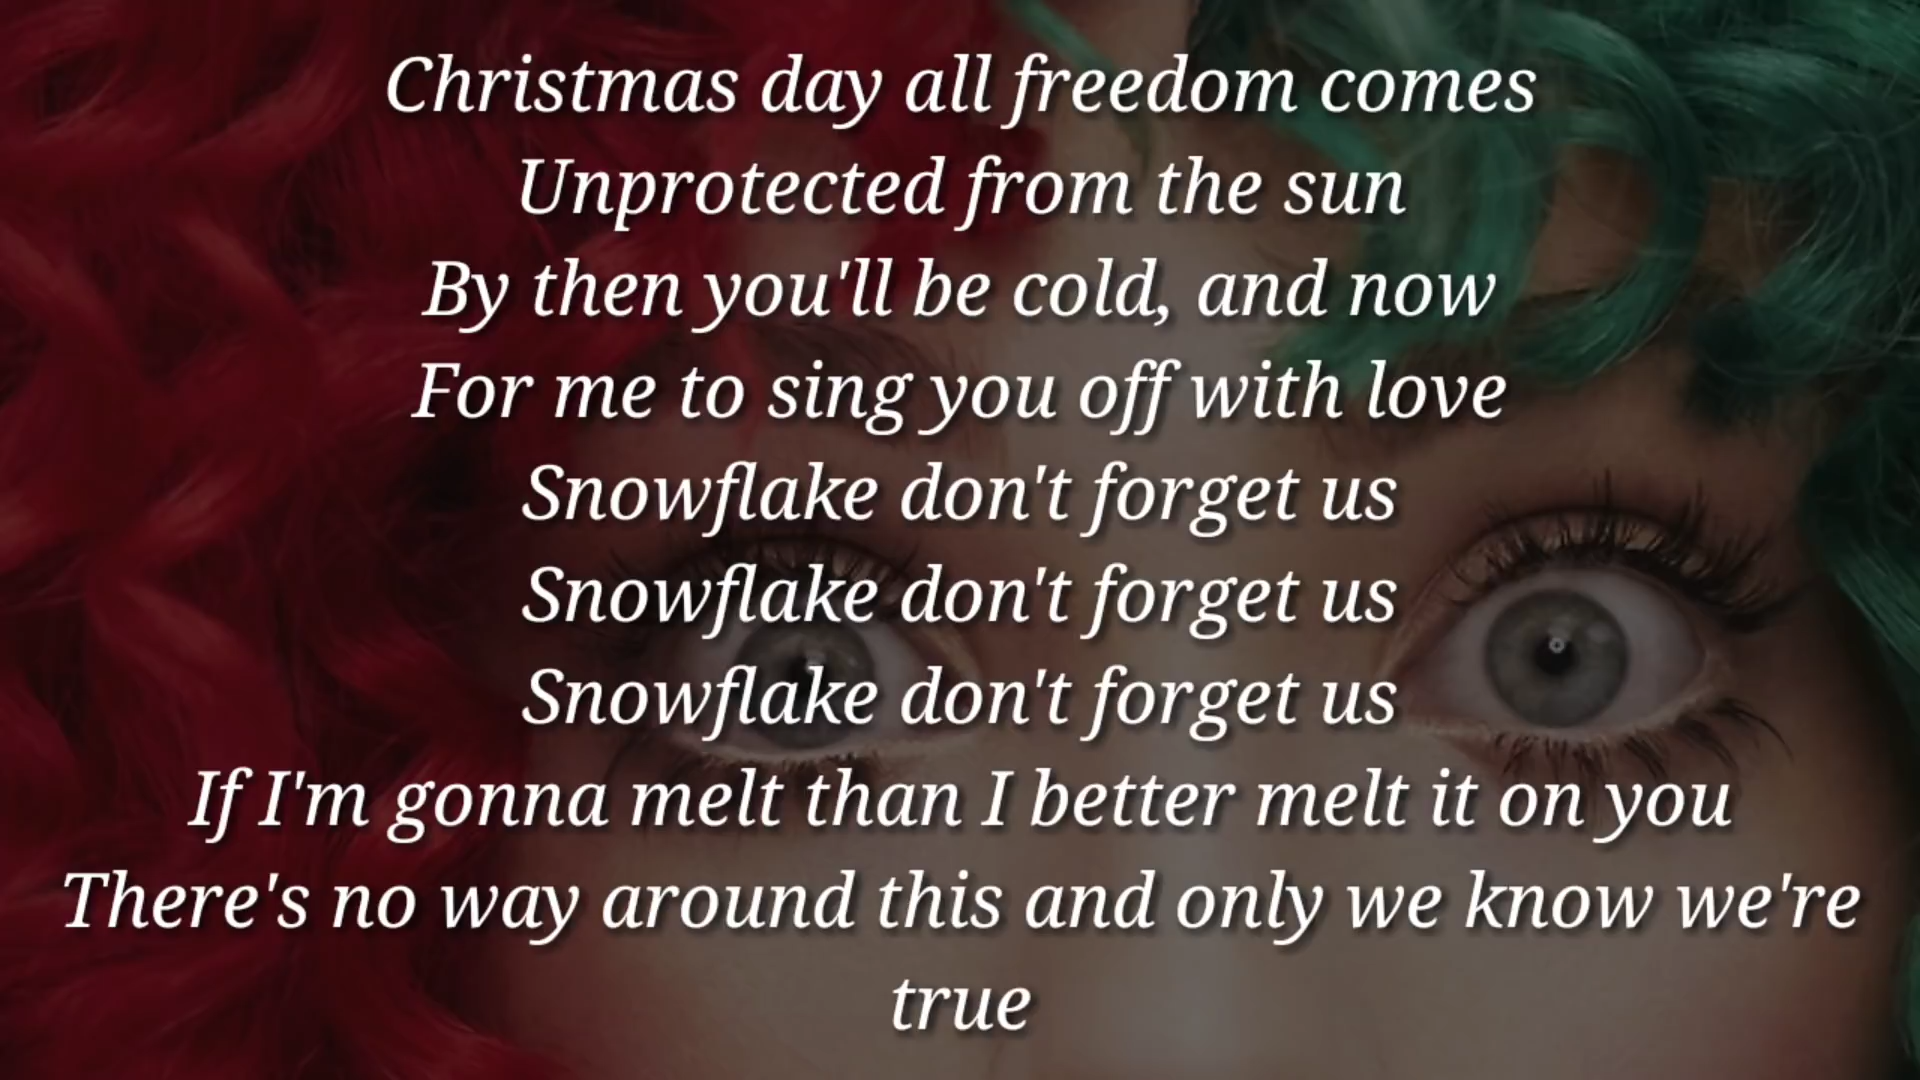 Christmas day all freedom comes
Unprotected from the sun
By then you'll be cold, and now
For me to sing you off with love
Snowflake don't forget us
Snowflake don't forget us
Snowflake don't forget us
If I'm gonna melt than I better melt it on you
There's no way around this and only we know we're
true